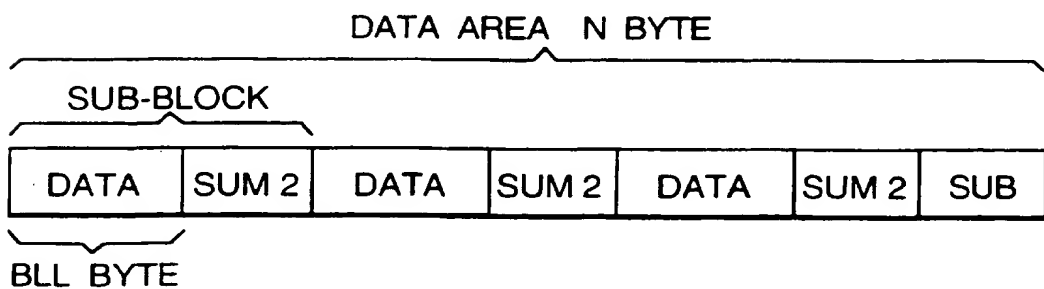 DATA AREA N BYTE
SUB-BLOCK
DATA SUM 2 DATA SUM 2 DATA SUM 2 SUB
BLL BYTE